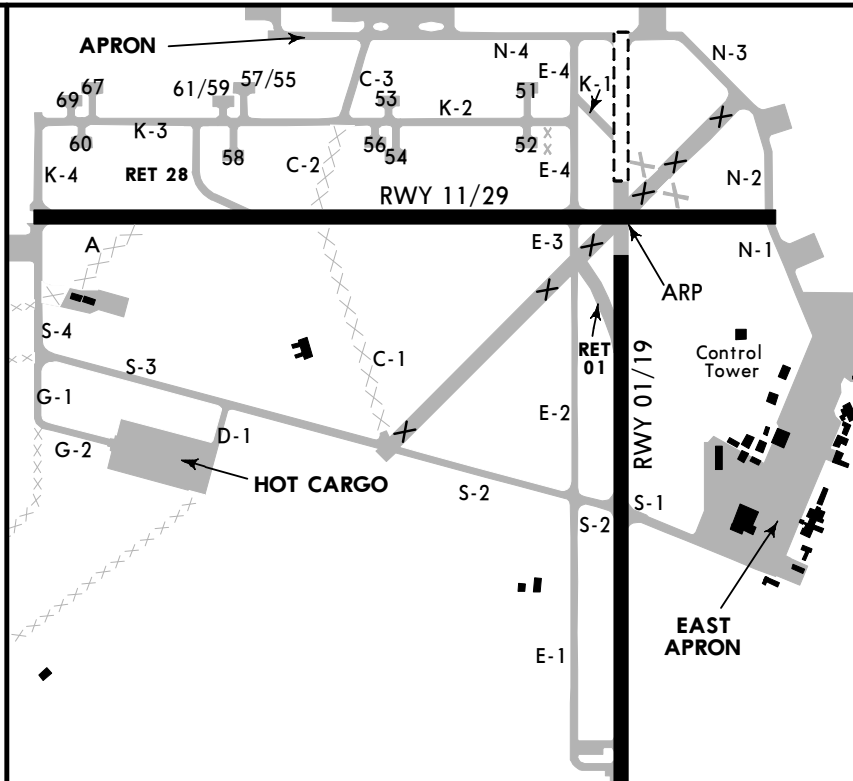 APRON
N-4
N-3
E-4
K-1
C-3
57/55
61/59
67
69
53
51
K-2
K-3
60
58
56
54
52
C-2
E-4
K-4
RET 28
RWY 11/29
N-2
A
E-3
N-1
ARP
S-4
S-3
C-1
RET
01
RWY 01/19
Control
Tower
G-1
E-2
G-2
D-1
HOT CARGO
S-2
S-1
S-2
EAST
APRON
E-1